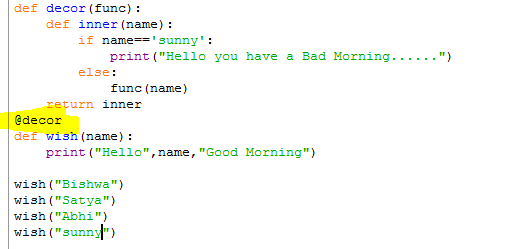 def decor(func):
    def inner(name):
        if name=='sunny':
            print("Hello you have a Bad Morning......")
        else:
            func(name)
    return inner
@decor
def wish(name):
    print("Hello",name,"Good Morning")

wish("Bishwa")
wish("Satya")
wish("Abhi")
wish("sunny")